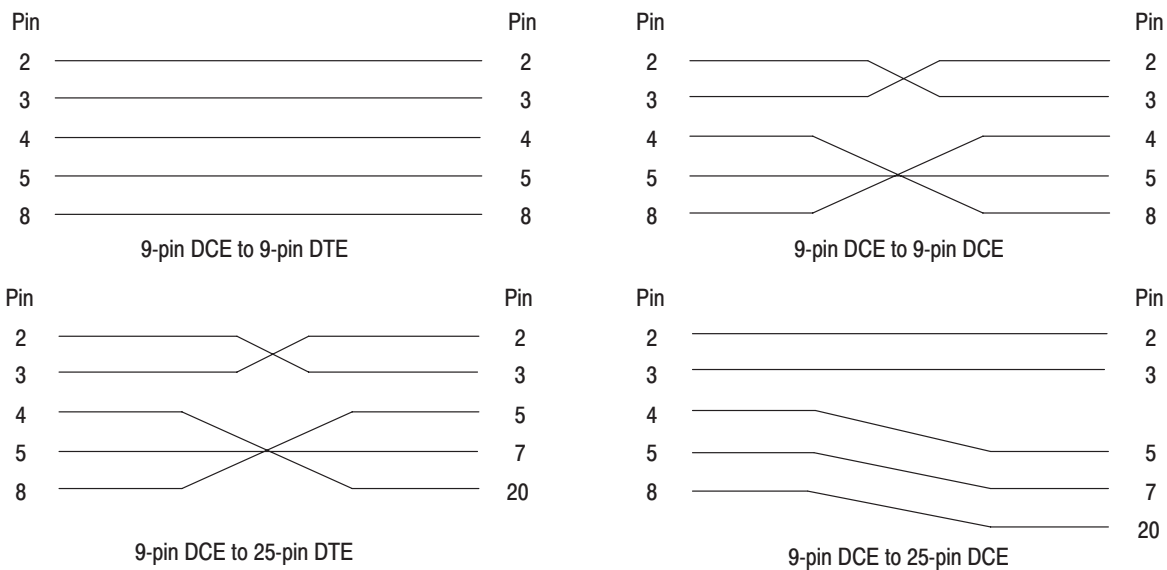 Pin Pin
2 2
3 3
4 4
5 5
8 8
9-pin DCE to 9-pin DTE
Pin Pin
2 2
3 3
4 4
5 5
8 8
9-pin DCE to 9-pin DCE
Pin Pin
2 2
3 3
4 5
5 7
8 20
9-pin DCE to 25-pin DTE
Pin Pin
2 2
3 3
4 5
5 7
8 20
9-pin DCE to 25-pin DCE